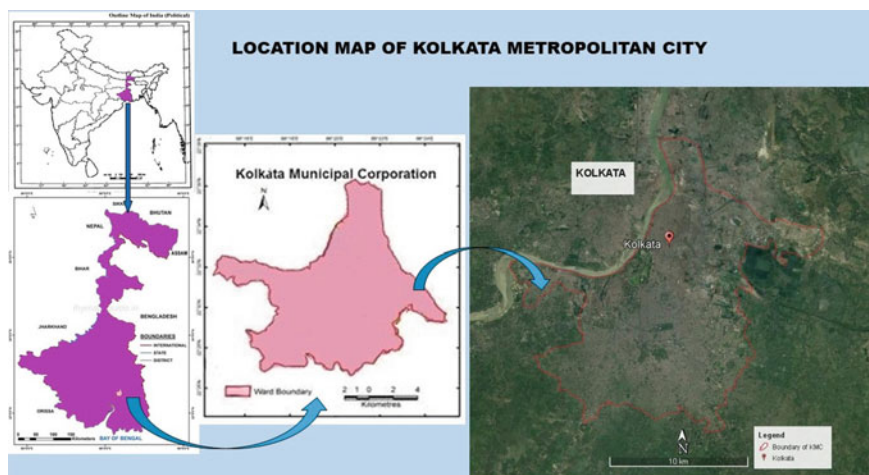 Outline Map of India (Political)
LOCATION MAP OF KOLKATA METROPOLITAN CITY
BHUTAN
NEPAL
ASSAM
BIHAR
BENGLADESH
JHARKHAND
BOUNDARIES
INTERNATIONAL
STATE
DISTRICT
ORISSA
Kilometers
BAY OF BENGAL
Kolkata Municipal Corporation
N
Ward Boundary
2 1 0 2 4
Kilometres
KOLKATA
Kolkata
N
10 km
Legend
Boundary of KMC
Kolkata